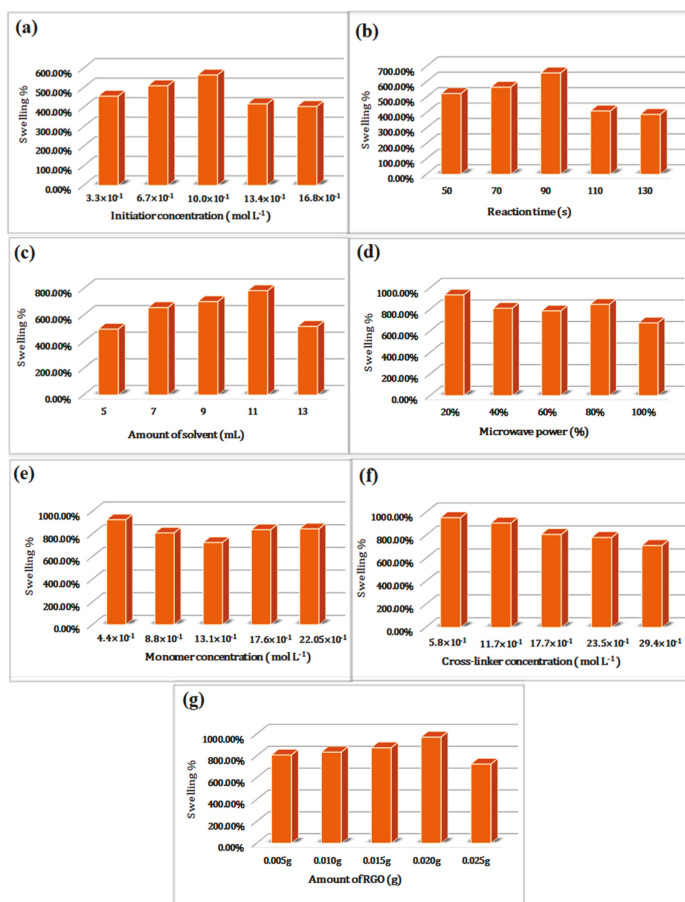 (a)
Swelling %
600.00%
500.00%
400.00%
300.00%
200.00%
100.00%
0.00%
3.3×10⁻¹ 6.7×10⁻¹ 10.0×10⁻¹ 13.4×10⁻¹ 16.8×10⁻¹
Initiatior concentration ( mol L⁻¹)
(b)
Swelling %
700.00%
600.00%
500.00%
400.00%
300.00%
200.00%
100.00%
0.00%
50 70 90 110 130
Reaction time (s)
(c)
Swelling %
800.00%
600.00%
400.00%
200.00%
0.00%
5 7 9 11 13
Amount of solvent (mL)
(d)
Swelling %
1000.00%
800.00%
600.00%
400.00%
200.00%
0.00%
20% 40% 60% 80% 100%
Microwave power (%)
(e)
Swelling %
1000.00%
800.00%
600.00%
400.00%
200.00%
0.00%
4.4×10⁻¹ 8.8×10⁻¹ 13.1×10⁻¹ 17.6×10⁻¹ 22.05×10⁻¹
Monomer concentration ( mol L⁻¹)
(f)
Swelling %
1000.00%
800.00%
600.00%
400.00%
200.00%
0.00%
5.8×10⁻¹ 11.7×10⁻¹ 17.7×10⁻¹ 23.5×10⁻¹ 29.4×10⁻¹
Cross-linker concentration ( mol L⁻¹)
(g)
Swelling %
1000.00%
800.00%
600.00%
400.00%
200.00%
0.00%
0.005g 0.010g 0.015g 0.020g 0.025g
Amount of RGO (g)